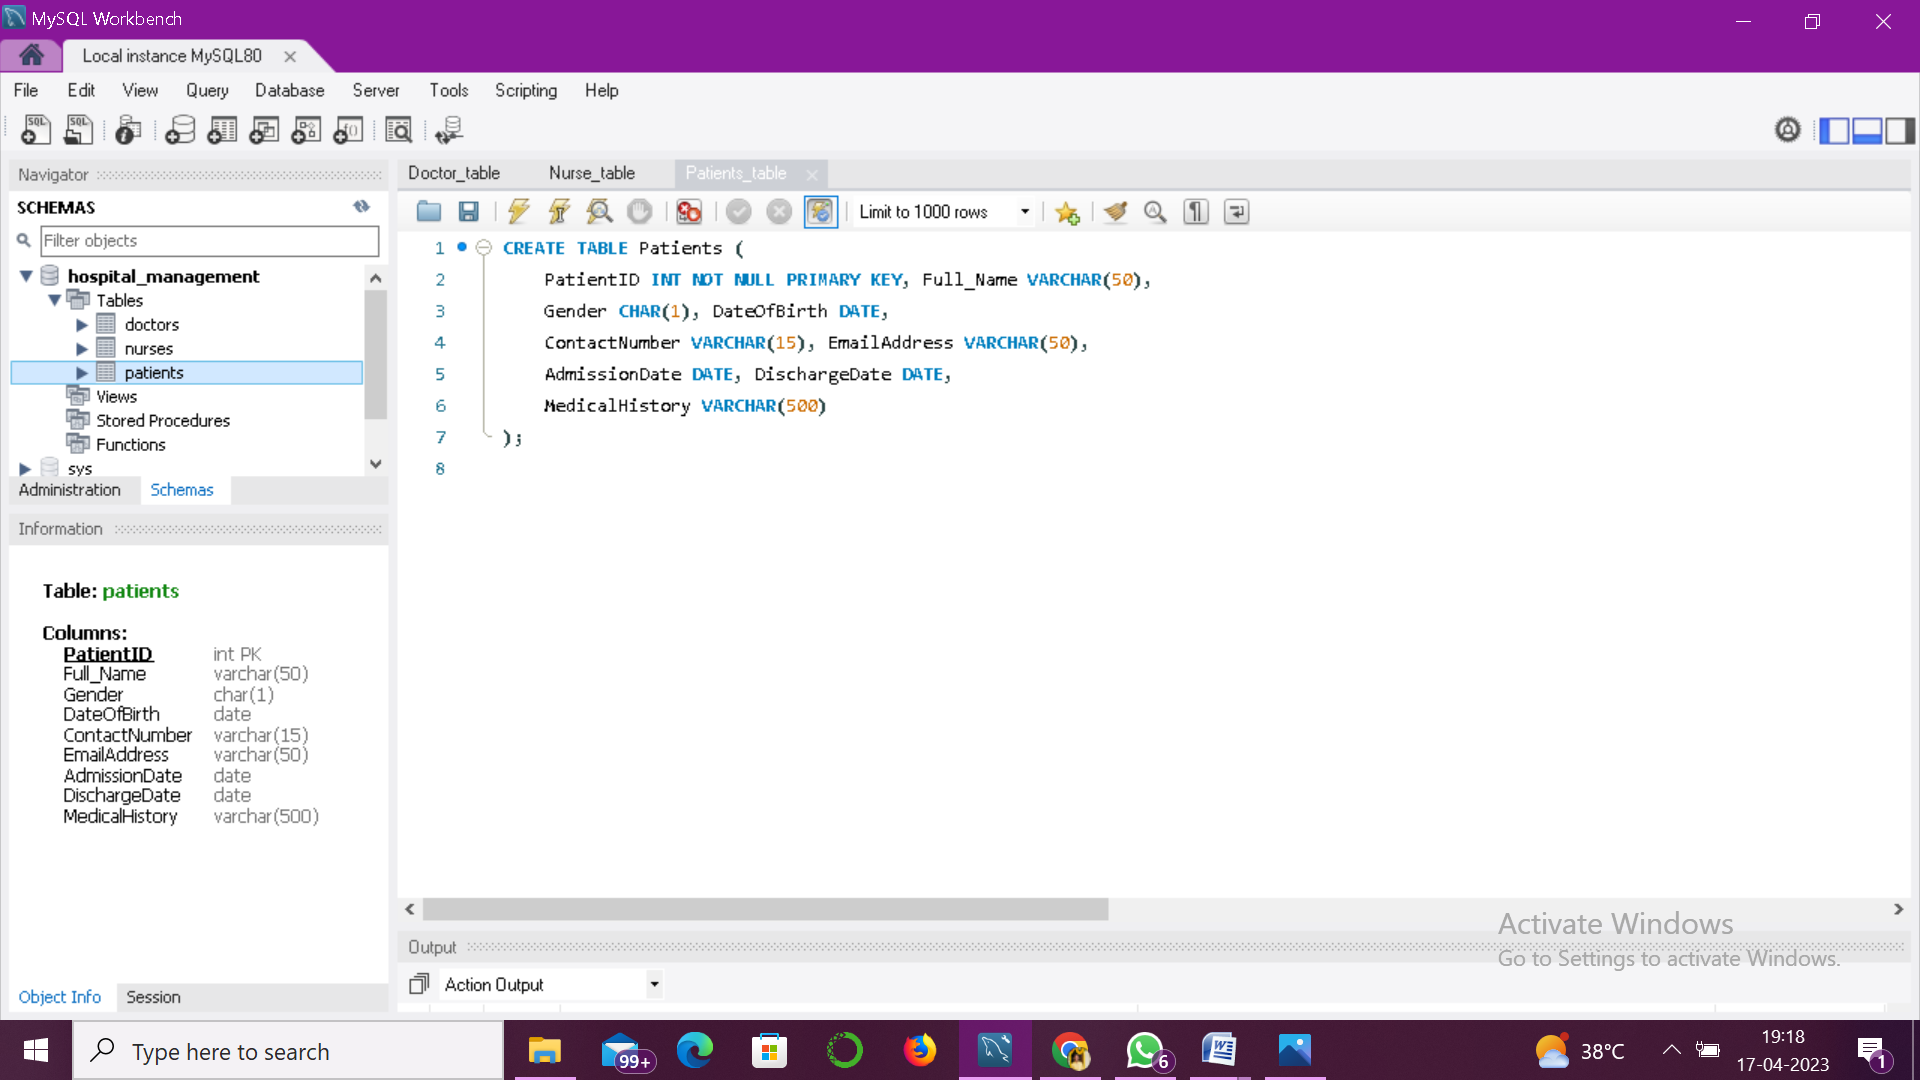 MySQL Workbench
Local instance MySQL80
File Edit View Query Database Server Tools Scripting Help
Navigator
SCHEMAS
Filter objects
hospital_management
Tables
doctors
nurses
patients
Views
Stored Procedures
Functions
sys
Administration Schemas
Information
Table: patients
Columns:
PatientID int PK
Full_Name varchar(50)
Gender char(1)
DateOfBirth date
ContactNumber varchar(15)
EmailAddress varchar(50)
AdmissionDate date
DischargeDate date
MedicalHistory varchar(500)
Object Info Session
Doctor_table Nurse_table Patients_table
Limit to 1000 rows
1 CREATE TABLE Patients (
2 PatientID INT NOT NULL PRIMARY KEY, Full_Name VARCHAR(50),
3 Gender CHAR(1), DateOfBirth DATE,
4 ContactNumber VARCHAR(15), EmailAddress VARCHAR(50),
5 AdmissionDate DATE, DischargeDate DATE,
6 MedicalHistory VARCHAR(500)
7 );
8
Output
Action Output
Activate Windows
Go to Settings to activate Windows.
Type here to search
99+
6
38°C
19:18
17-04-2023
1